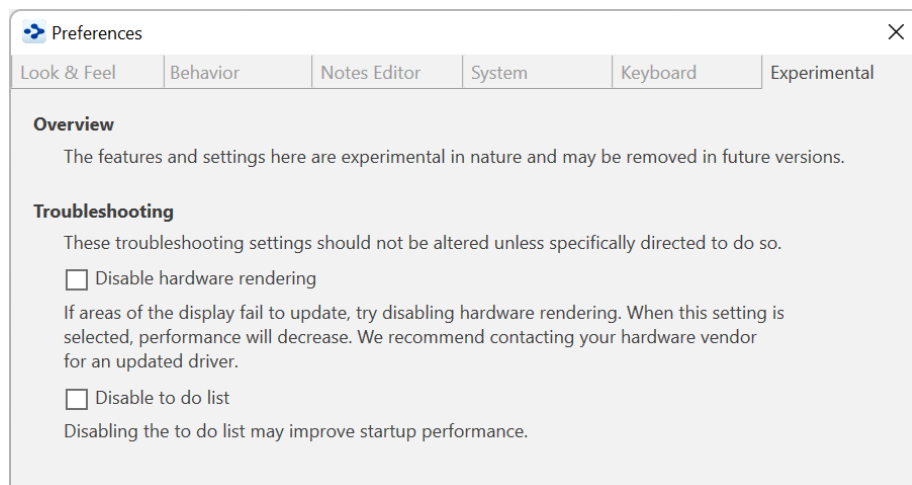 Preferences
Look & Feel
Behavior
Notes Editor
System
Keyboard
Experimental
Overview
The features and settings here are experimental in nature and may be removed in future versions.
Troubleshooting
These troubleshooting settings should not be altered unless specifically directed to do so.
Disable hardware rendering
If areas of the display fail to update, try disabling hardware rendering. When this setting is
selected, performance will decrease. We recommend contacting your hardware vendor
for an updated driver.
Disable to do list
Disabling the to do list may improve startup performance.